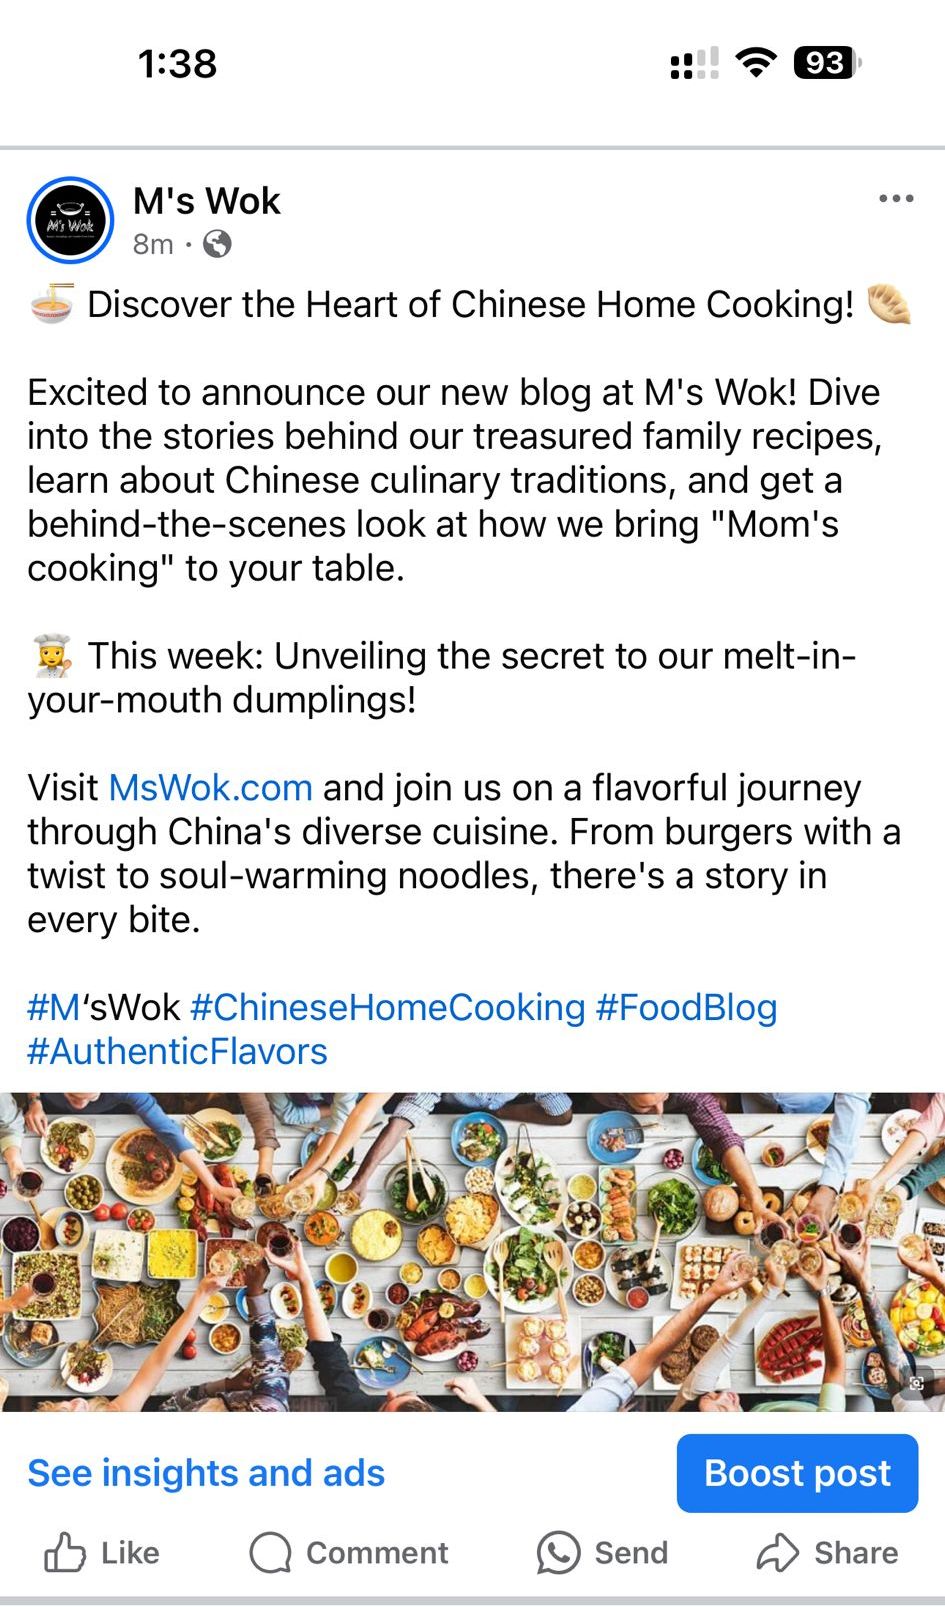 1:38
93
M's Wok
M's Wok
8m ·
🍜 Discover the Heart of Chinese Home Cooking! 🥟
Excited to announce our new blog at M's Wok! Dive
into the stories behind our treasured family recipes,
learn about Chinese culinary traditions, and get a
behind-the-scenes look at how we bring "Mom's
cooking" to your table.
👩‍🍳 This week: Unveiling the secret to our melt-in-
your-mouth dumplings!
Visit MsWok.com and join us on a flavorful journey
through China's diverse cuisine. From burgers with a
twist to soul-warming noodles, there's a story in
every bite.
#M‘sWok #ChineseHomeCooking #FoodBlog
#AuthenticFlavors
See insights and ads
Boost post
Like
Comment
Send
Share